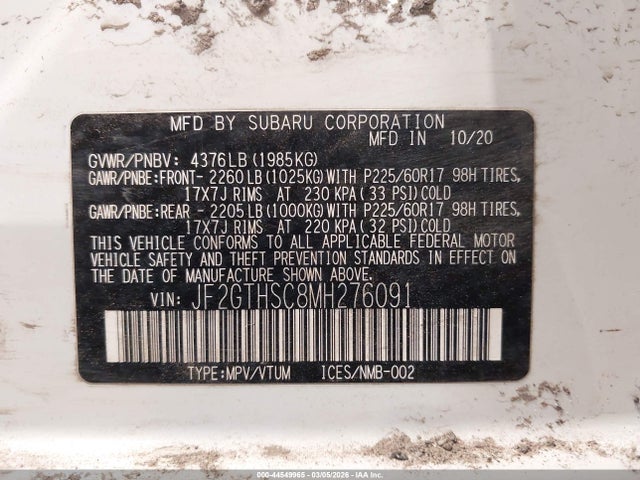 MFD BY SUBARU CORPORATION
MFD IN 10/20
GVWR/PNBV: 4376LB (1985KG)
GAWR/PNBE:FRONT- 2260 LB (1025KG) WITH P225/60R17 98H TIRES,
17X7J RIMS AT 230 KPA (33 PSI) COLD
GAWR/PNBE:REAR - 2205 LB (1000KG) WITH P225/60R17 98H TIRES,
17X7J RIMS AT 220 KPA (32 PSI) COLD
THIS VEHICLE CONFORMS TO ALL APPLICABLE FEDERAL MOTOR
VEHICLE SAFETY AND THEFT PREVENTION STANDARDS IN EFFECT ON
THE DATE OF MANUFACTURE SHOWN ABOVE.
VIN: JF2GTHSC8MH276091
TYPE:MPV/VTUM ICES/NMB-002
000-44549965 - 03/05/2026 - IAA Inc.